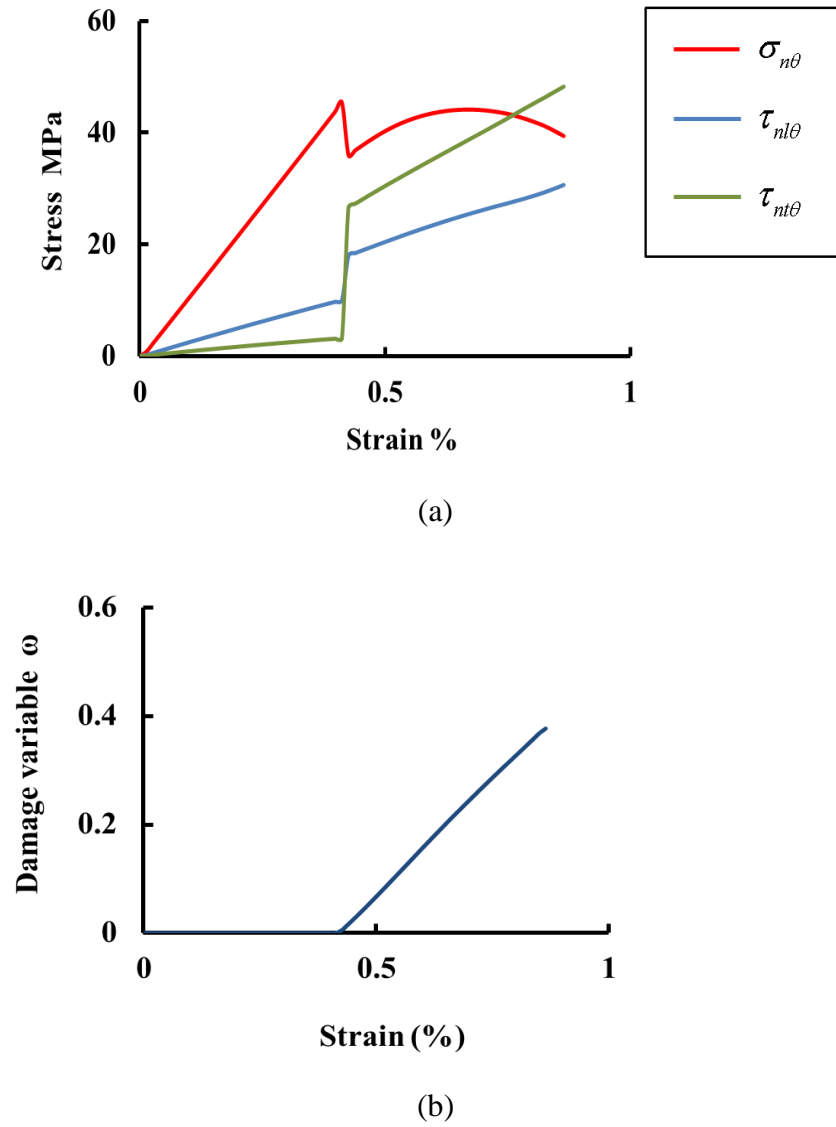 60
40
20
0
0
0.5
1
Stress MPa
Strain %
σnθ
τnlθ
τntθ
(a)
0.6
0.4
0.2
0
0
0.5
1
Damage variable ω
Strain (%)
(b)